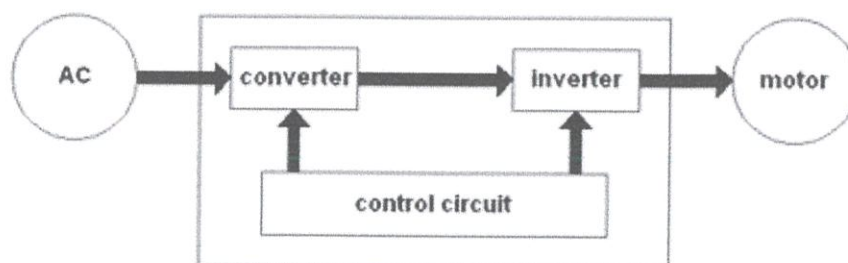 AC
converter
inverter
motor
control circuit